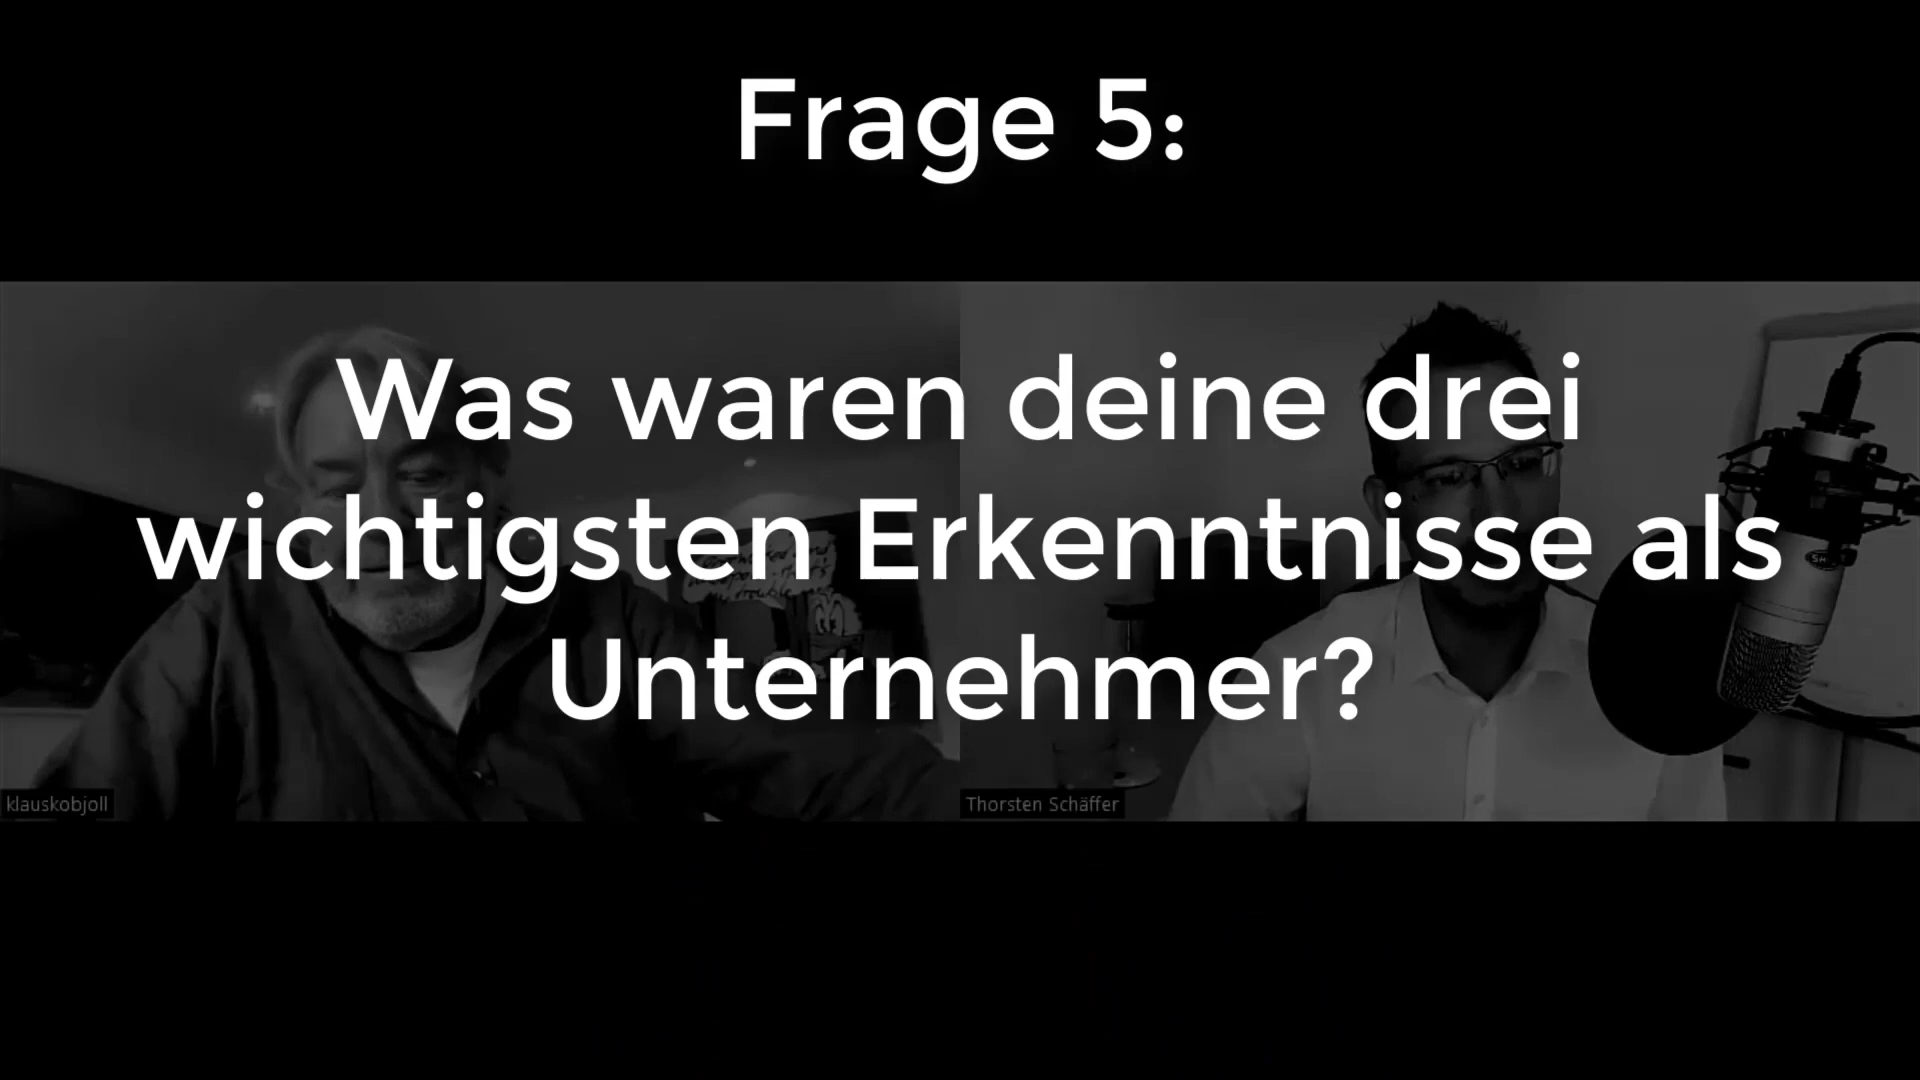 Frage 5:
Was waren deine drei
wichtigsten Erkenntnisse als
Unternehmer?
klauskobjoll
Thorsten Schäffer